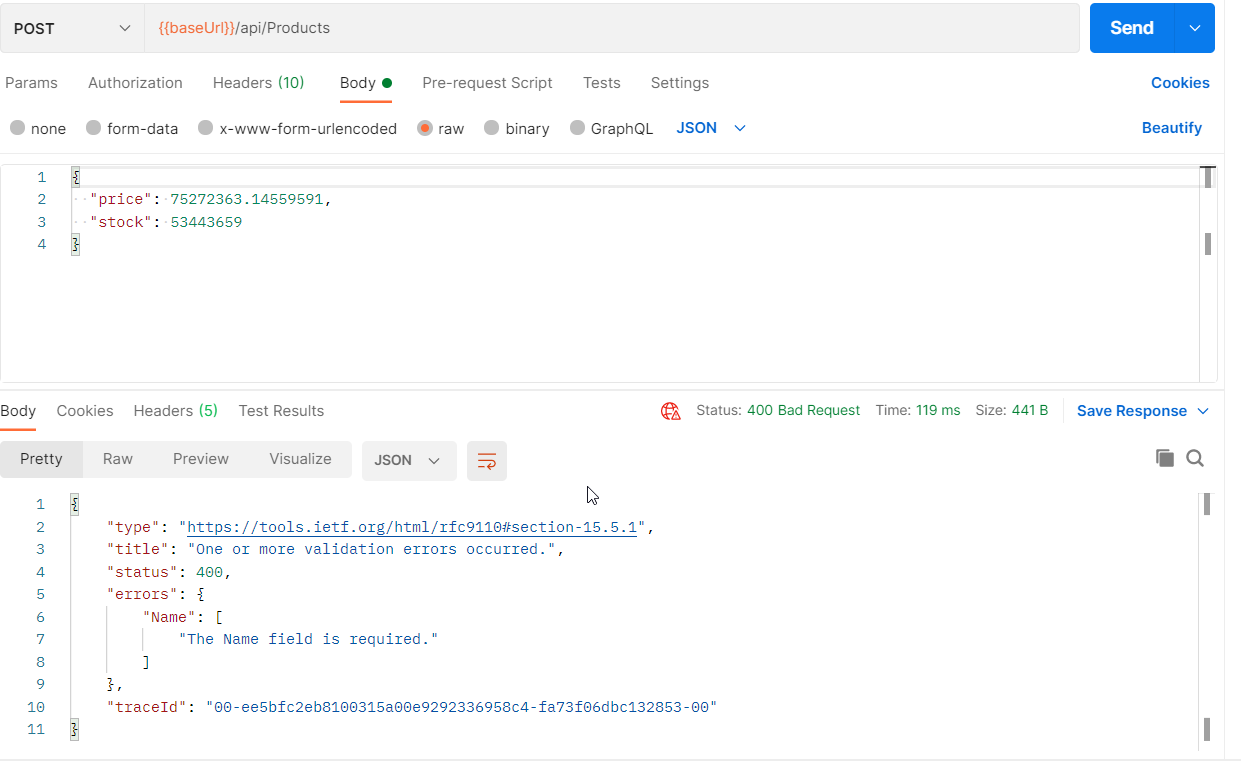 POST {{baseUrl}}/api/Products Send
Params Authorization Headers (10) Body Pre-request Script Tests Settings Cookies
none form-data x-www-form-urlencoded raw binary GraphQL JSON Beautify
1 {
2 "price": 75272363.14559591,
3 "stock": 53443659
4 }
Body Cookies Headers (5) Test Results Status: 400 Bad Request Time: 119 ms Size: 441 B Save Response
Pretty Raw Preview Visualize JSON
1 {
2 "type": "https://tools.ietf.org/html/rfc9110#section-15.5.1",
3 "title": "One or more validation errors occurred.",
4 "status": 400,
5 "errors": {
6 "Name": [
7 "The Name field is required."
8 ]
9 },
10 "traceId": "00-ee5bfc2eb8100315a00e9292336958c4-fa73f06dbc132853-00"
11 }